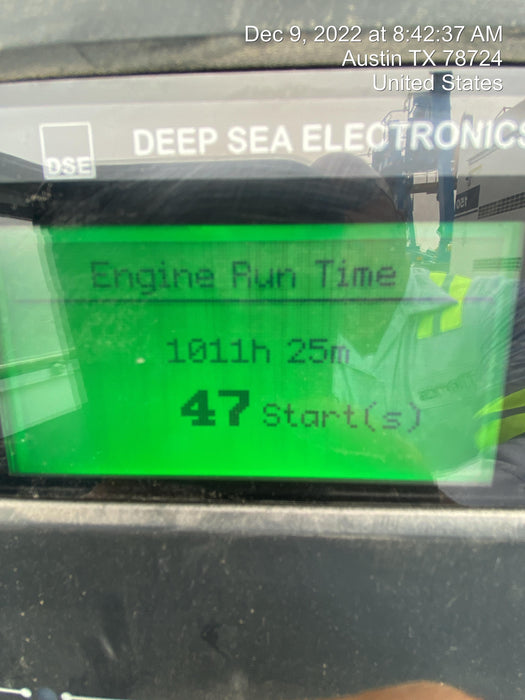 Dec 9, 2022 at 8:42:37 AM
Austin TX 78724
United States
DSE
DEEP SEA ELECTRONICS
Engine Run Time
1011h 25m
47 Start(s)